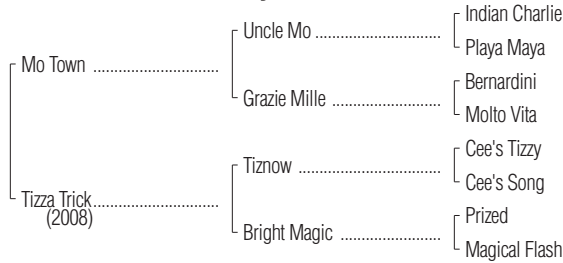 Indian Charlie
Uncle Mo ................................
Playa Maya
Mo Town ................................
Bernardini
Grazie Mille ............................
Molto Vita
Cee's Tizzy
Tiznow ....................................
Cee's Song
Tizza Trick................................
(2008)
Prized
Bright Magic ..........................
Magical Flash